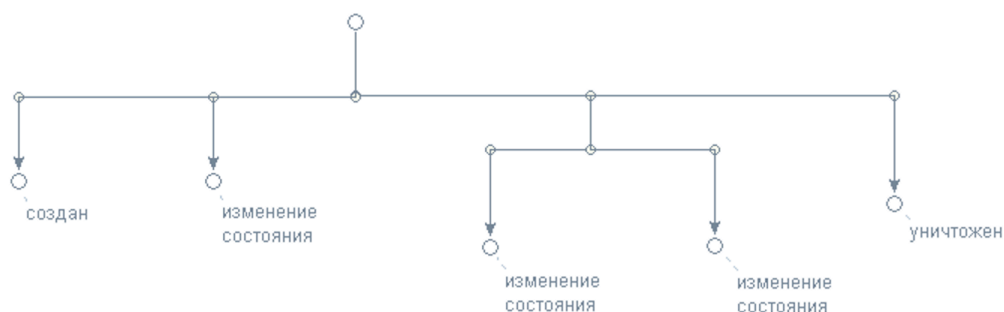 создан
изменение
состояния
изменение
состояния
изменение
состояния
уничтожен